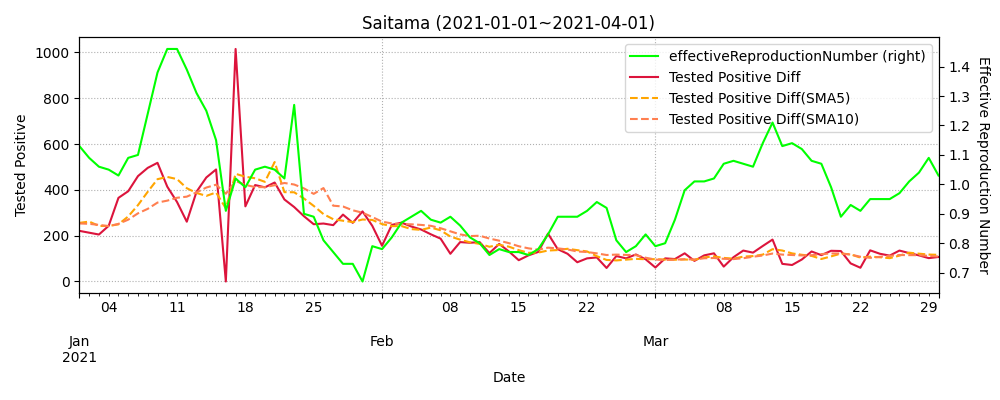 Saitama (2021-01-01~2021-04-01)
effectiveReproductionNumber (right)
Tested Positive Diff
Tested Positive Diff(SMA5)
Tested Positive Diff(SMA10)
Tested Positive
1000
800
600
400
200
0
1.4
1.3
1.2
1.1
1.0
0.9
0.8
0.7
Effective Reproduction Number
04 11 18 25 08 15 22 08 15 22 29
Jan Feb Mar
2021
Date